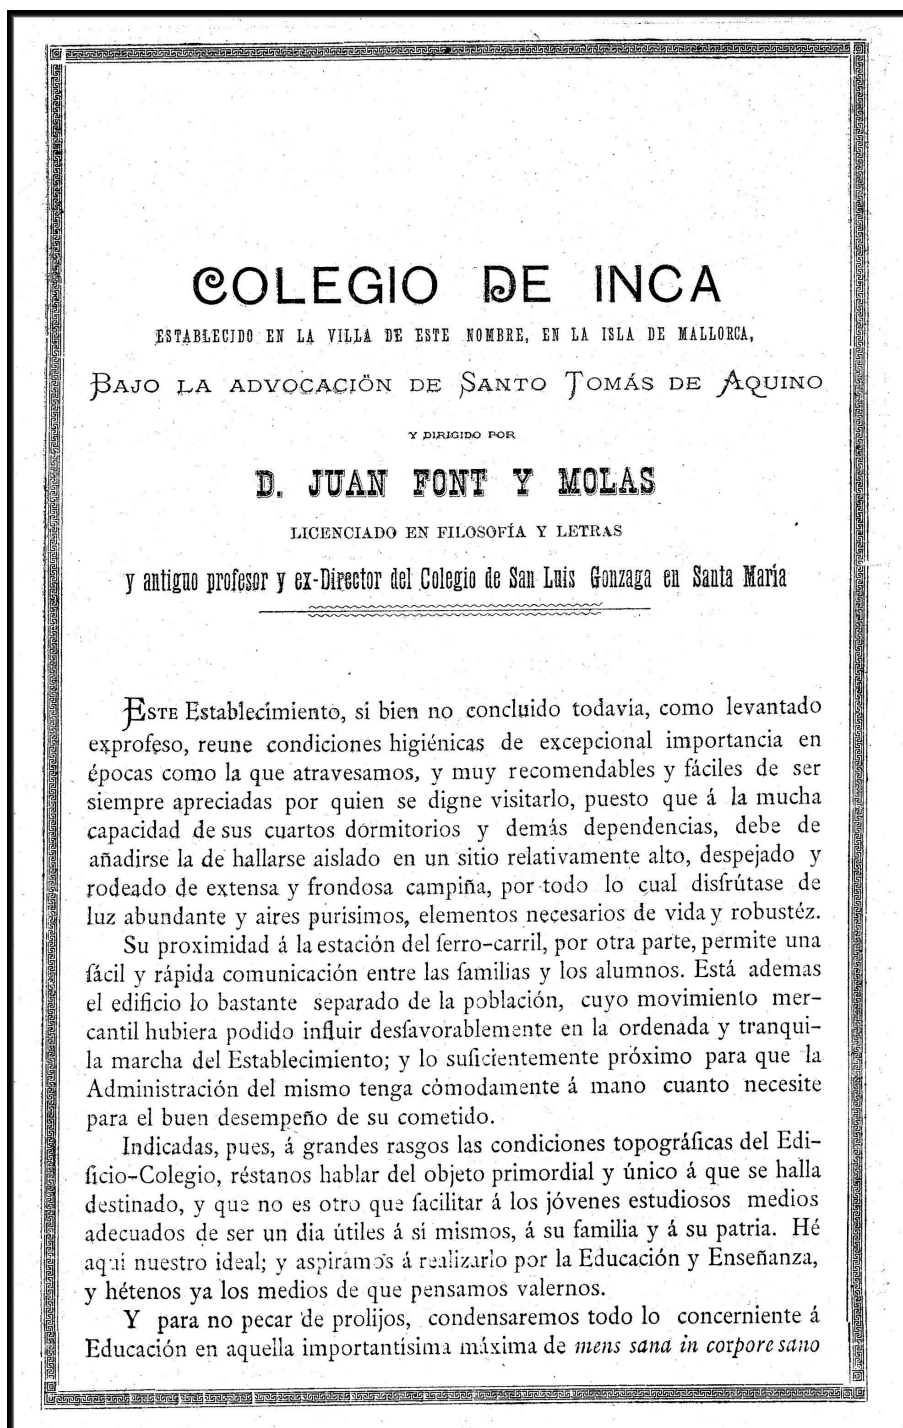 COLEGIO DE INCA
ESTABLECIDO EN LA VILLA DE ESTE NOMBRE, EN LA ISLA DE MALLORCA,
BAJO LA ADVOCACIÖN DE SANTO TOMÁS DE AQUINO
Y DIRIGIDO POR
D. JUAN FONT Y MOLAS
LICENCIADO EN FILOSOFÍA Y LETRAS
y antiguo profesor y ex-Director del Colegio de San Luis Gonzaga en Santa María
ESTE Establecimiento, si bien no concluido todavía, como levantado
exprofeso, reune condiciones higiénicas de excepcional importancia en
épocas como la que atravesamos, y muy recomendables y fáciles de ser
siempre apreciadas por quien se digne visitarlo, puesto que á la mucha
capacidad de sus cuartos dormitorios y demás dependencias, debe de
añadirse la de hallarse aislado en un sitio relativamente alto, despejado y
rodeado de extensa y frondosa campiña, por todo lo cual disfrútase de
luz abundante y aires purísimos, elementos necesarios de vida y robustéz.
Su proximidad á la estación del ferro-carril, por otra parte, permite una
fácil y rápida comunicación entre las familias y los alumnos. Está ademas
el edificio lo bastante separado de la población, cuyo movimiento mer-
cantil hubiera podido influir desfavorablemente en la ordenada y tranqui-
la marcha del Establecimiento; y lo suficientemente próximo para que la
Administración del mismo tenga cómodamente á mano cuanto necesite
para el buen desempeño de su cometido.
Indicadas, pues, á grandes rasgos las condiciones topográficas del Edi-
ficio-Colegio, réstanos hablar del objeto primordial y único á que se halla
destinado, y que no es otro que facilitar á los jóvenes estudiosos medios
adecuados de ser un dia útiles á sí mismos, á su familia y á su patria. Hé
aquí nuestro ideal; y aspiramos á realizarlo por la Educación y Enseñanza,
y hétenos ya los medios de que pensamos valernos.
Y para no pecar de prolijos, condensaremos todo lo concerniente á
Educación en aquella importantísima máxima de mens sana in corpore sano